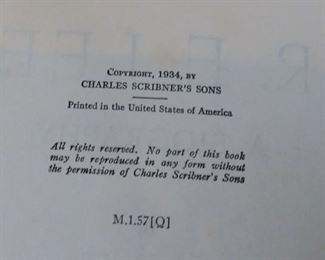 COPYRIGHT, 1934, BY
CHARLES SCRIBNER'S SONS
Printed in the United States of America
All rights reserved. No part of this book
may be reproduced in any form without
the permission of Charles Scribner's Sons
M.1.57[Ω]